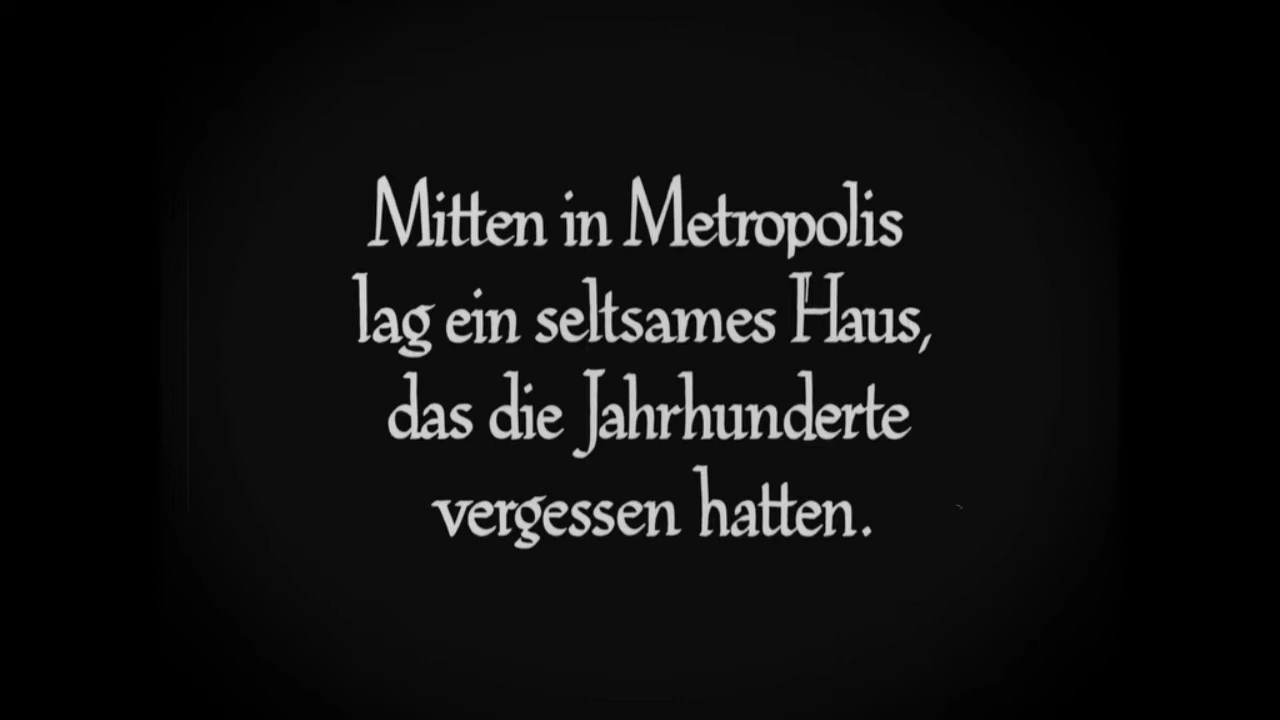 Mitten in Metropolis
lag ein seltsames Haus,
das die Jahrhunderte
vergessen hatten.